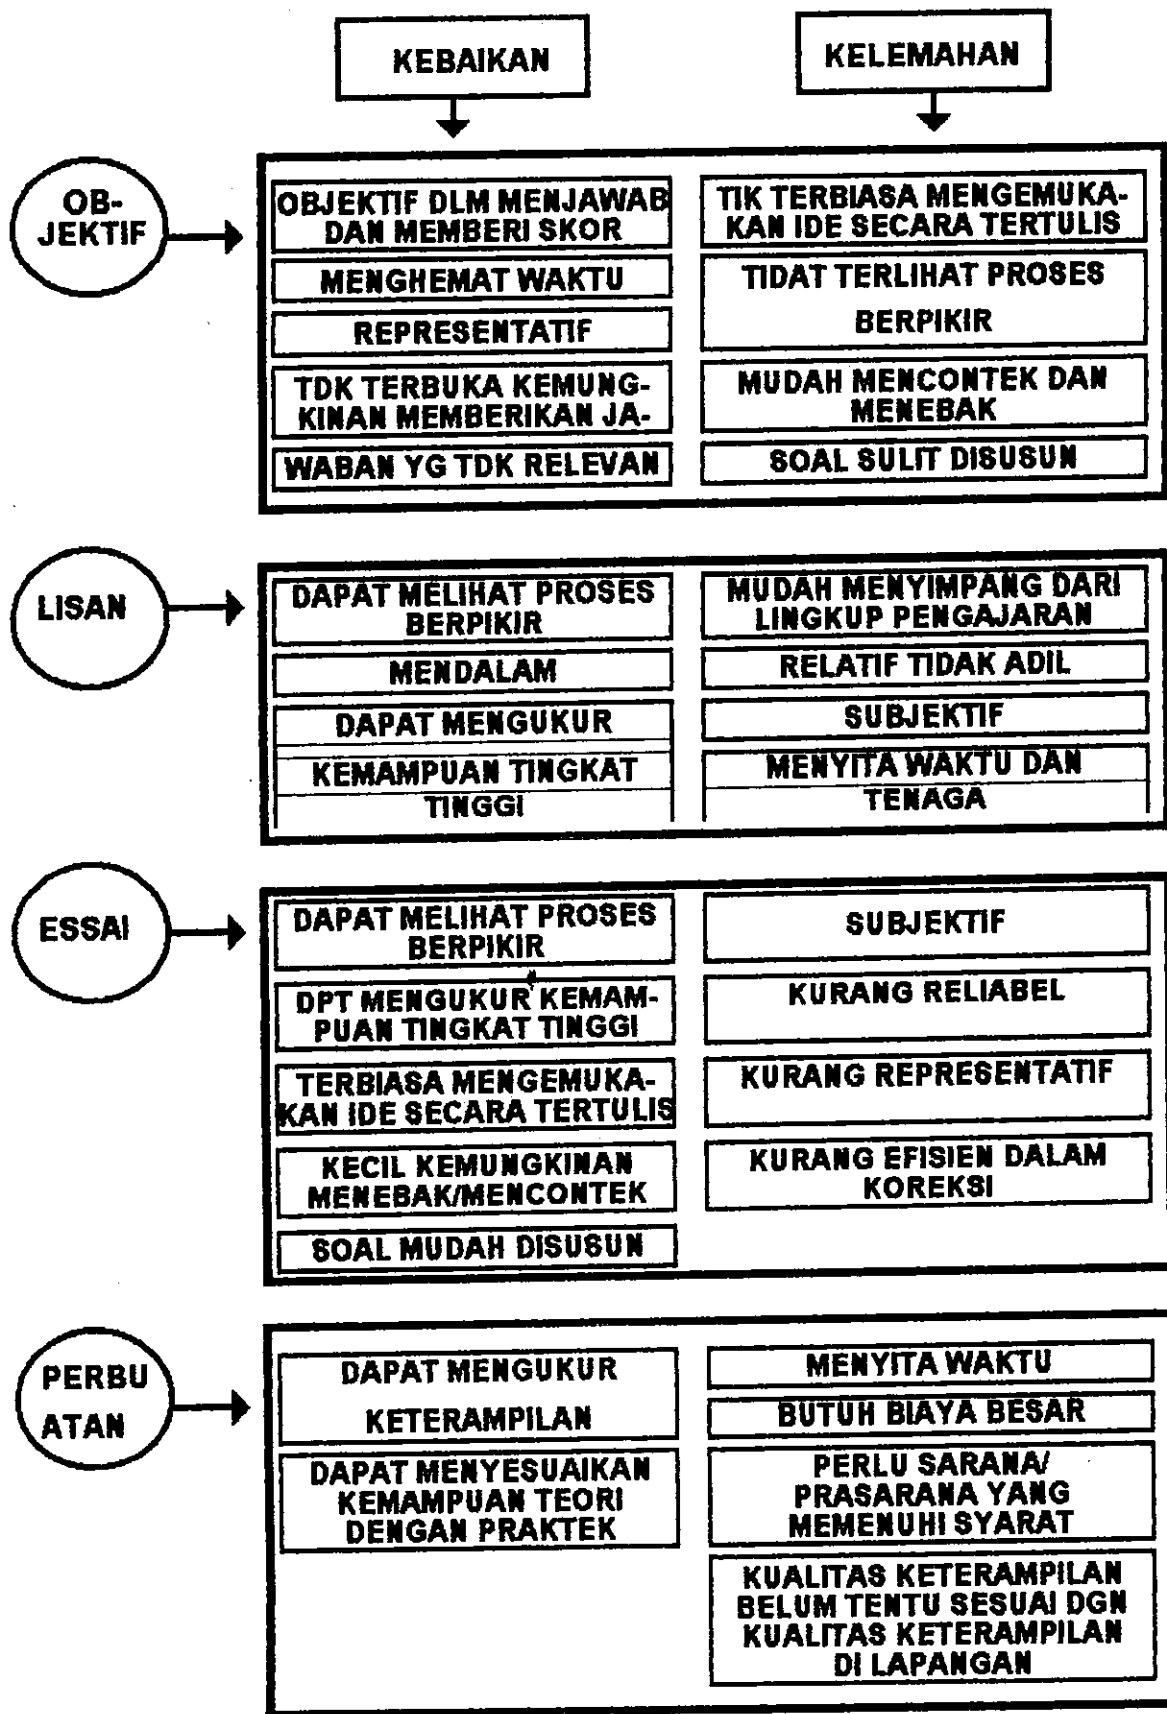 KEBAIKAN
KELEMAHAN
OB-
JEKTIF
OBJEKTIF DLM MENJAWAB
DAN MEMBERI SKOR
MENGHEMAT WAKTU
REPRESENTATIF
TDK TERBUKA KEMUNG-
KINAN MEMBERIKAN JA-
WABAN YG TDK RELEVAN
TIK TERBIASA MENGEMUKA-
KAN IDE SECARA TERTULIS
TIDAT TERLIHAT PROSES
BERPIKIR
MUDAH MENCONTEK DAN
MENEBAK
SOAL SULIT DISUSUN
LISAN
DAPAT MELIHAT PROSES
BERPIKIR
MENDALAM
DAPAT MENGUKUR
KEMAMPUAN TINGKAT
TINGGI
MUDAH MENYIMPANG DARI
LINGKUP PENGAJARAN
RELATIF TIDAK ADIL
SUBJEKTIF
MENYITA WAKTU DAN
TENAGA
ESSAI
DAPAT MELIHAT PROSES
BERPIKIR
DPT MENGUKUR KEMAM-
PUAN TINGKAT TINGGI
TERBIASA MENGEMUKA-
KAN IDE SECARA TERTULIS
KECIL KEMUNGKINAN
MENEBAK/MENCONTEK
SOAL MUDAH DISUSUN
SUBJEKTIF
KURANG RELIABEL
KURANG REPRESENTATIF
KURANG EFISIEN DALAM
KOREKSI
PERBU
ATAN
DAPAT MENGUKUR
KETERAMPILAN
DAPAT MENYESUAIKAN
KEMAMPUAN TEORI
DENGAN PRAKTEK
MENYITA WAKTU
BUTUH BIAYA BESAR
PERLU SARANA/
PRASARANA YANG
MEMENUHI SYARAT
KUALITAS KETERAMPILAN
BELUM TENTU SESUAI DGN
KUALITAS KETERAMPILAN
DI LAPANGAN